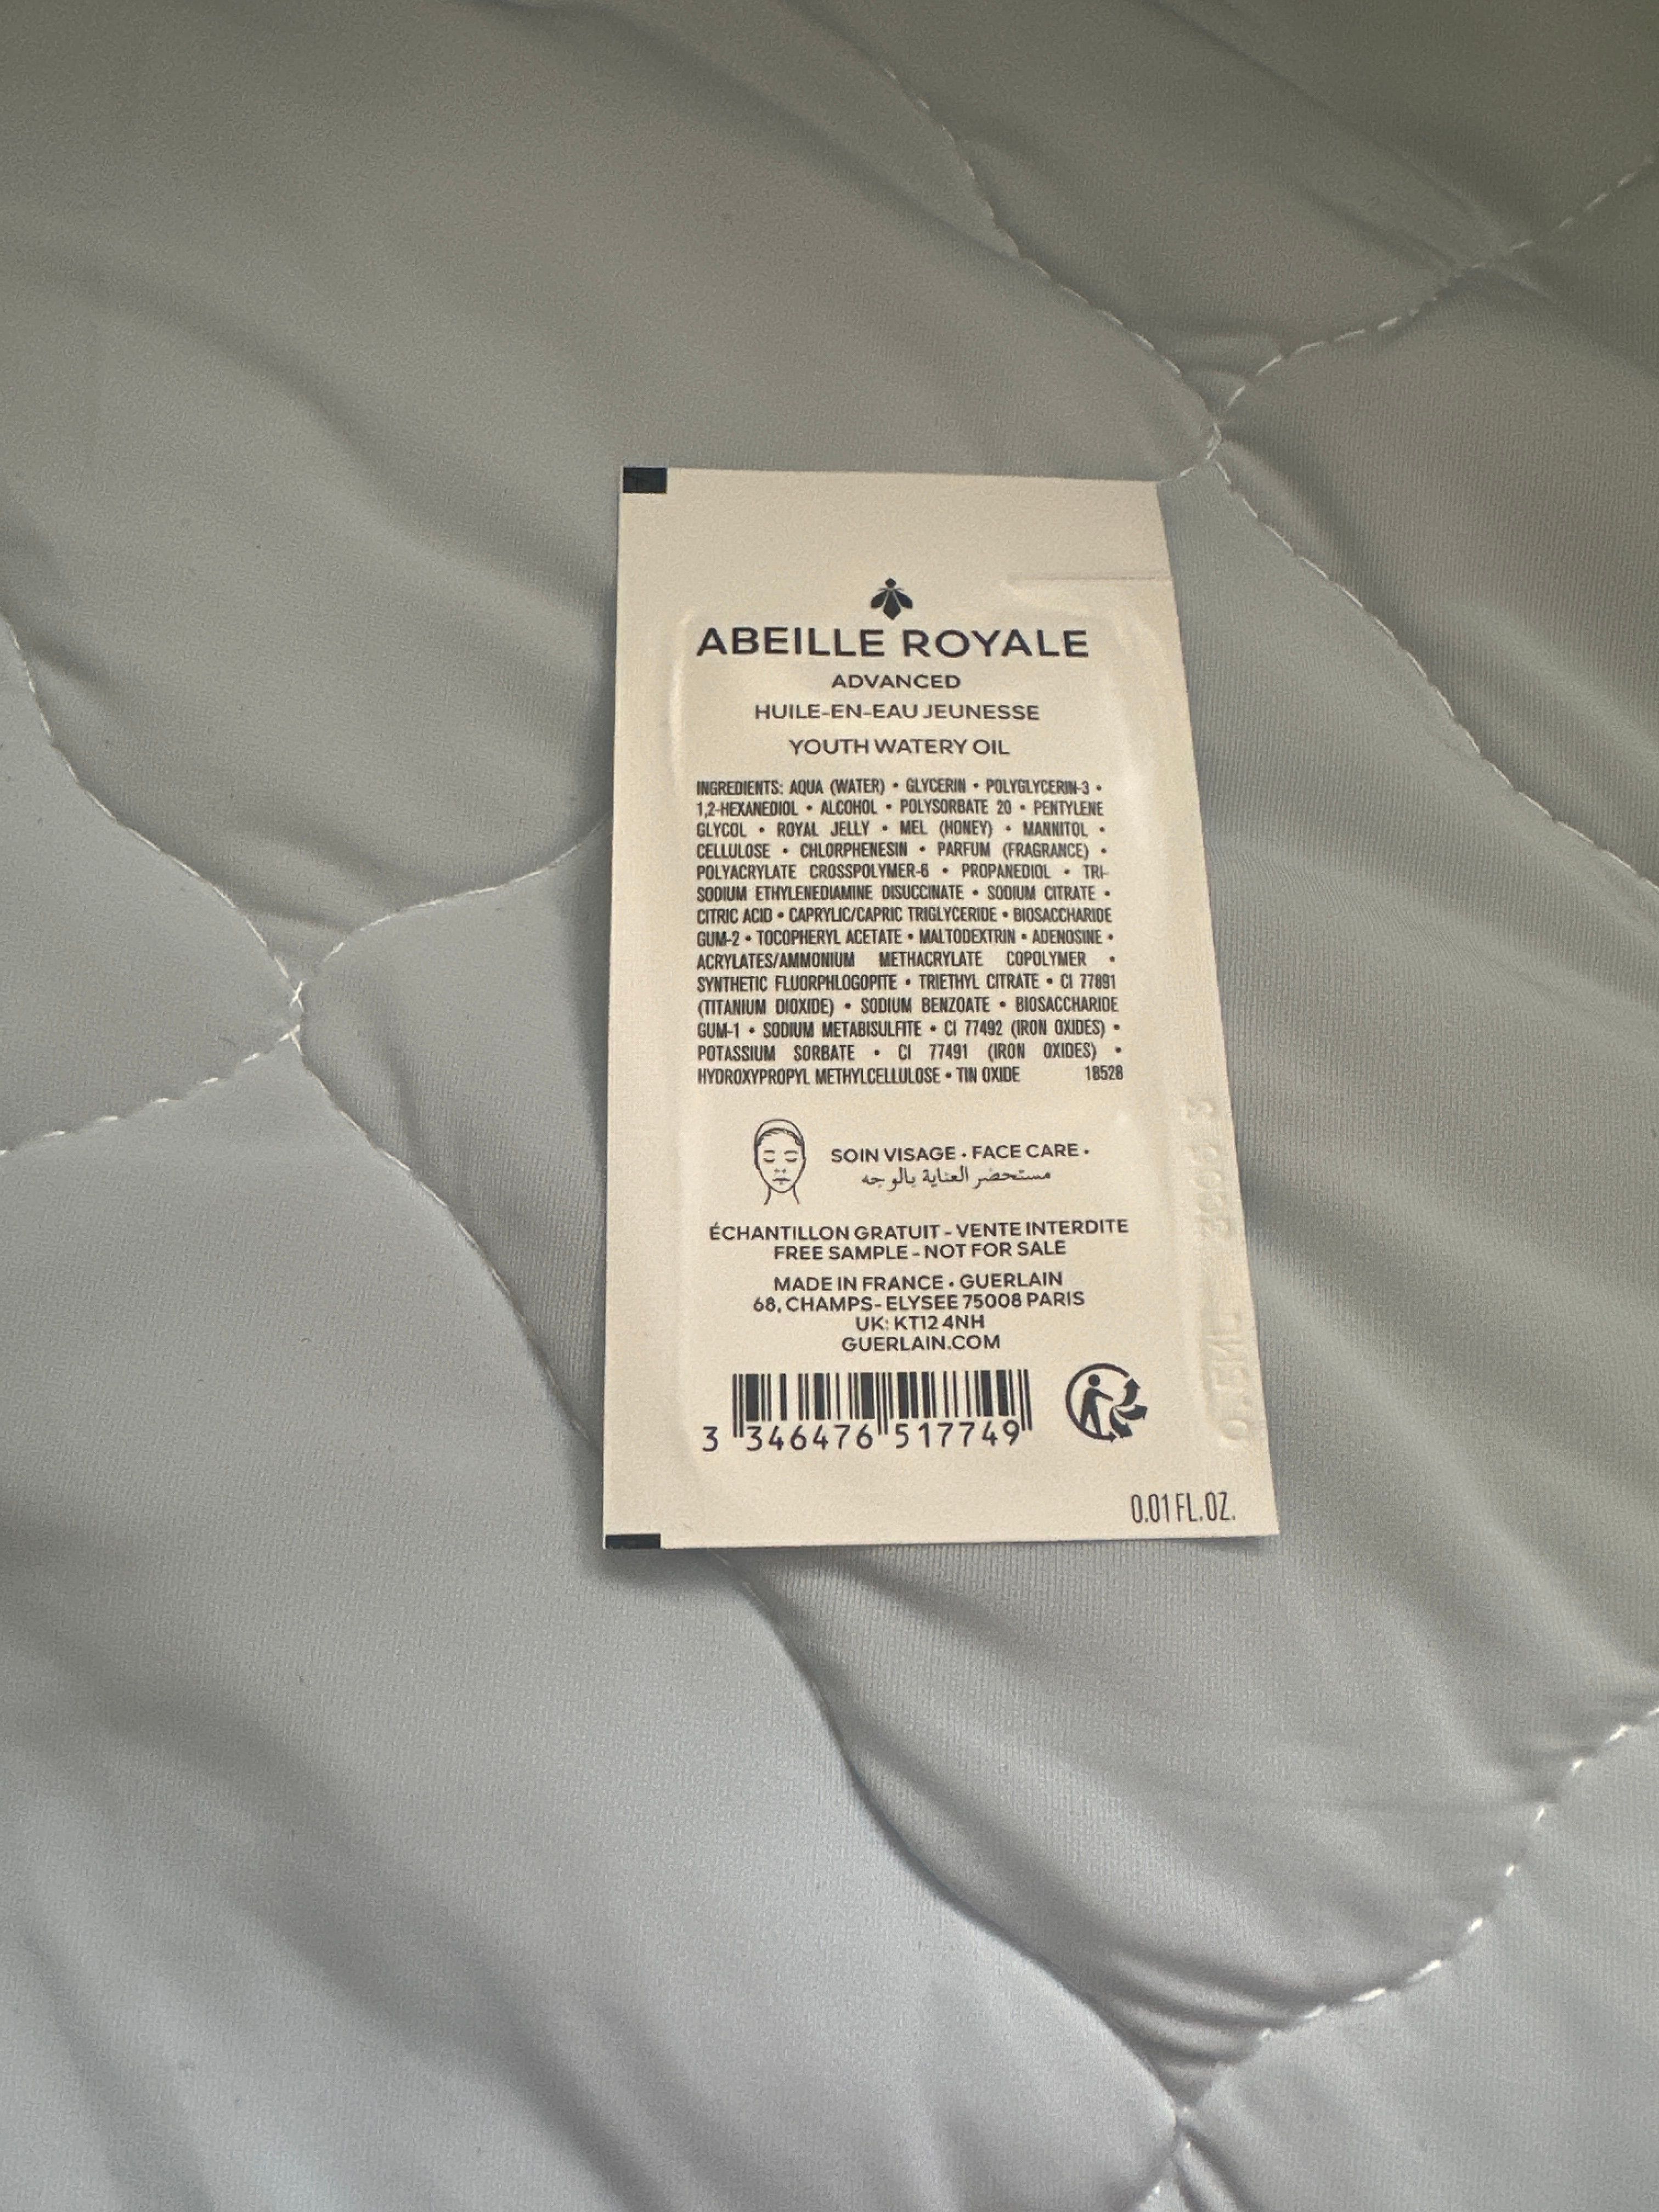 ABEILLE ROYALE
ADVANCED
HUILE-EN-EAU JEUNESSE
YOUTH WATERY OIL
INGREDIENTS: AQUA (WATER) • GLYCERIN • POLYGLYCERIN-3 •
1,2-HEXANEDIOL • ALCOHOL • POLYSORBATE 20 • PENTYLENE
GLYCOL • ROYAL JELLY • MEL (HONEY) • MANNITOL •
CELLULOSE • CHLORPHENESIN • PARFUM (FRAGRANCE) •
POLYACRYLATE CROSSPOLYMER-6 • PROPANEDIOL • TRI-
SODIUM ETHYLENEDIAMINE DISUCCINATE • SODIUM CITRATE •
CITRIC ACID • CAPRYLIC/CAPRIC TRIGLYCERIDE • BIOSACCHARIDE
GUM-2 • TOCOPHERYL ACETATE • MALTODEXTRIN • ADENOSINE •
ACRYLATES/AMMONIUM METHACRYLATE COPOLYMER •
SYNTHETIC FLUORPHLOGOPITE • TRIETHYL CITRATE • CI 77891
(TITANIUM DIOXIDE) • SODIUM BENZOATE • BIOSACCHARIDE
GUM-1 • SODIUM METABISULFITE • CI 77492 (IRON OXIDES) •
POTASSIUM SORBATE • CI 77491 (IRON OXIDES) •
HYDROXYPROPYL METHYLCELLULOSE • TIN OXIDE 18528
SOIN VISAGE • FACE CARE •
مستحضر العناية بالوجه
ÉCHANTILLON GRATUIT - VENTE INTERDITE
FREE SAMPLE - NOT FOR SALE
MADE IN FRANCE • GUERLAIN
68, CHAMPS-ELYSEE 75008 PARIS
UK: KT12 4NH
GUERLAIN.COM
3 346476 517749
0.01 FL.OZ.